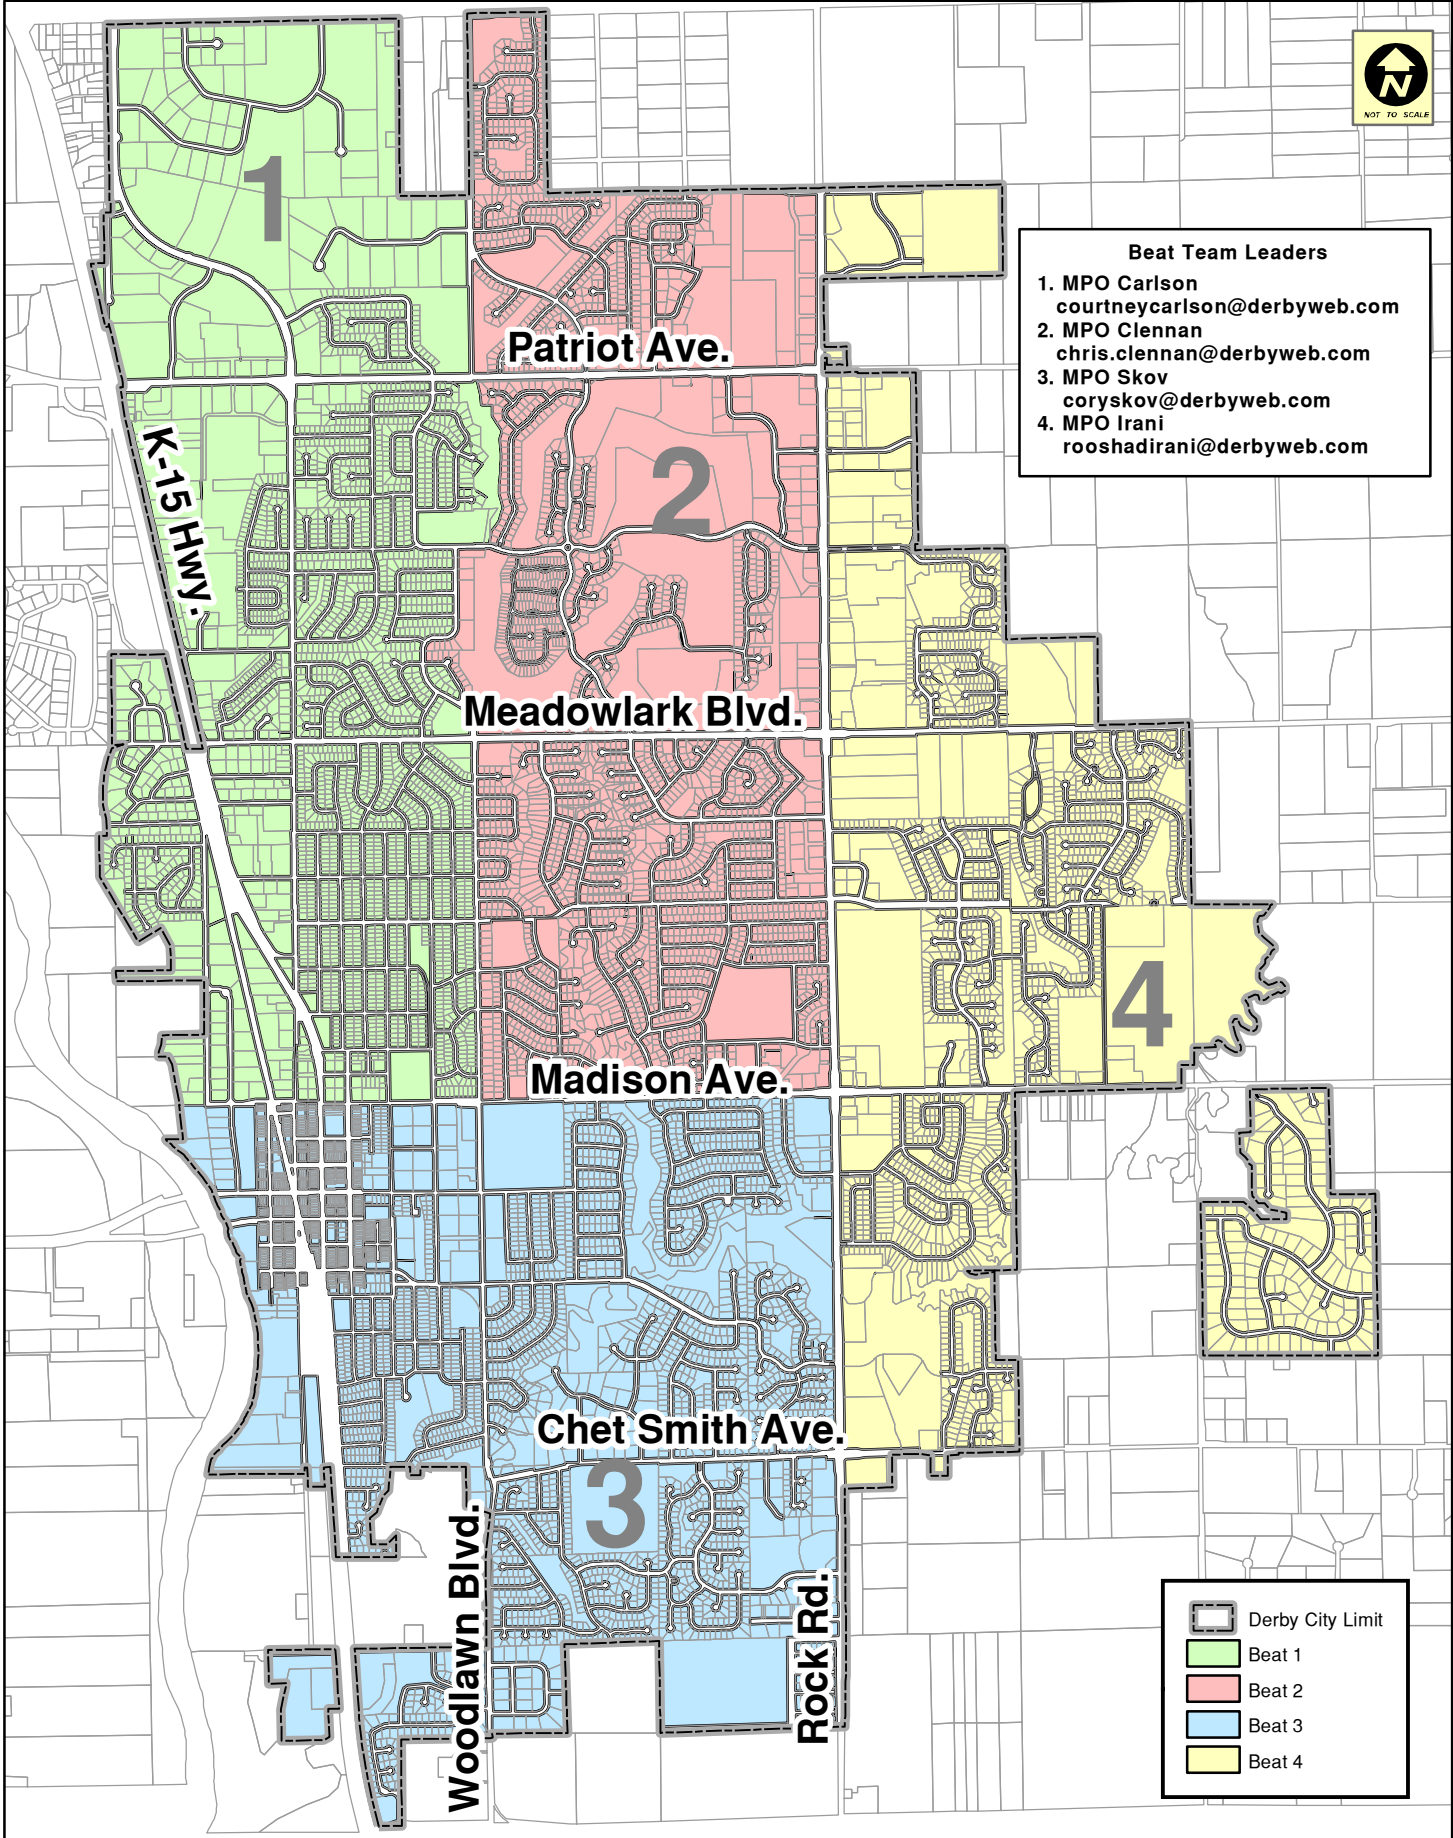 N
NOT TO SCALE
1
Beat Team Leaders
1. MPO Carlson
courtneycarlson@derbyweb.com
2. MPO Clennan
chris.clennan@derbyweb.com
3. MPO Skov
coryskov@derbyweb.com
4. MPO Irani
rooshadirani@derbyweb.com
Patriot Ave.
K-15 Hwy.
2
Meadowlark Blvd.
4
Madison Ave.
Chet Smith Ave.
3
Woodlawn Blvd.
Rock Rd.
Derby City Limit
Beat 1
Beat 2
Beat 3
Beat 4